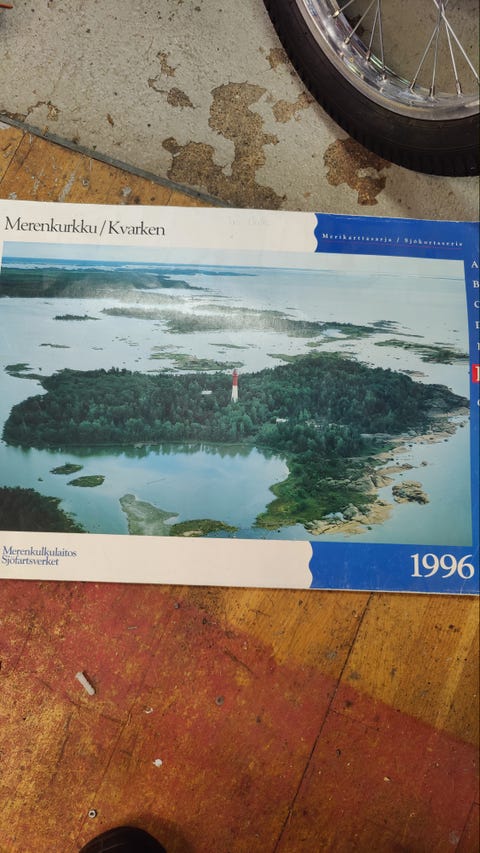 Merenkurkku/Kvarken
Merikarttasarja / Sjökortsserie
A
B
C
D
Merenkulkulaitos
Sjöfartsverket
1996